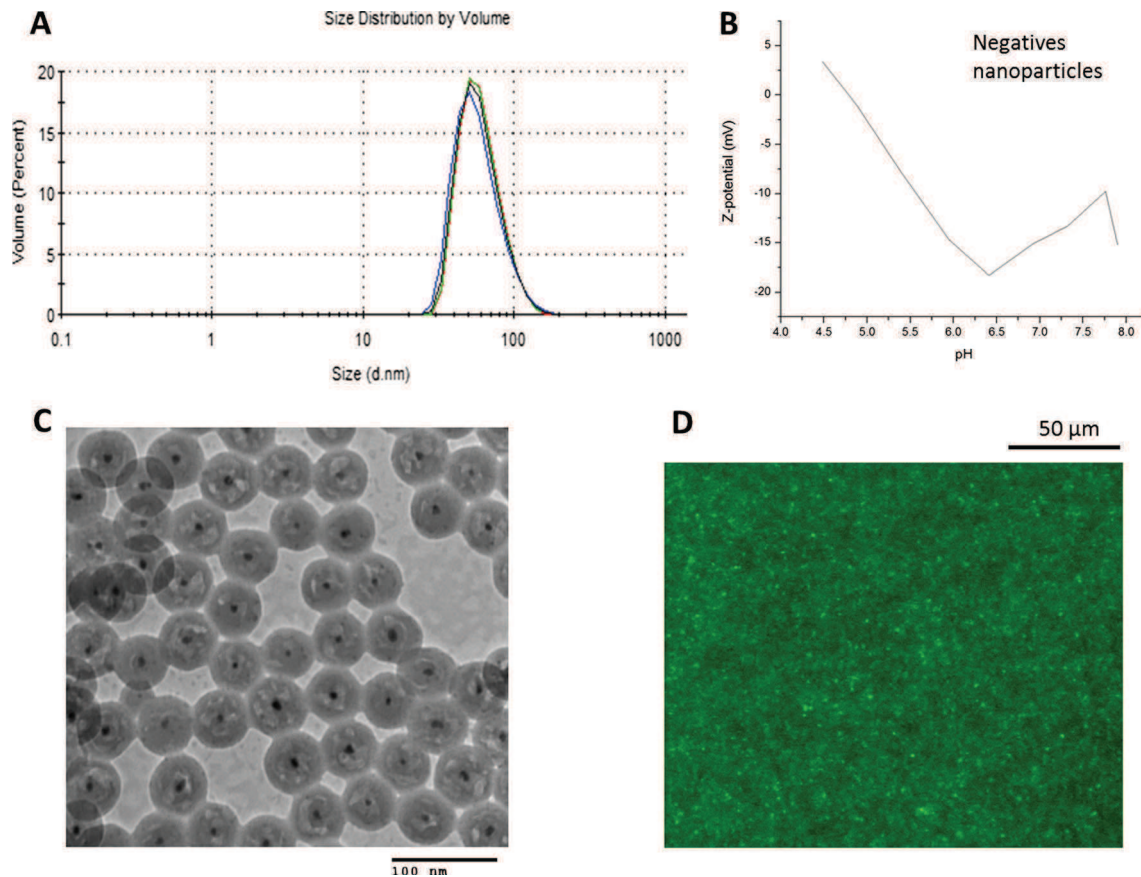 A
Size Distribution by Volume
Volume (Percent)
20
15
10
5
0
0.1
1
10
100
1000
Size (d.nm)
B
Negatives
nanoparticles
Z-potential (mV)
5
0
-5
-10
-15
-20
4.0
4.5
5.0
5.5
6.0
6.5
7.0
7.5
8.0
pH
C
100 nm
D
50 µm